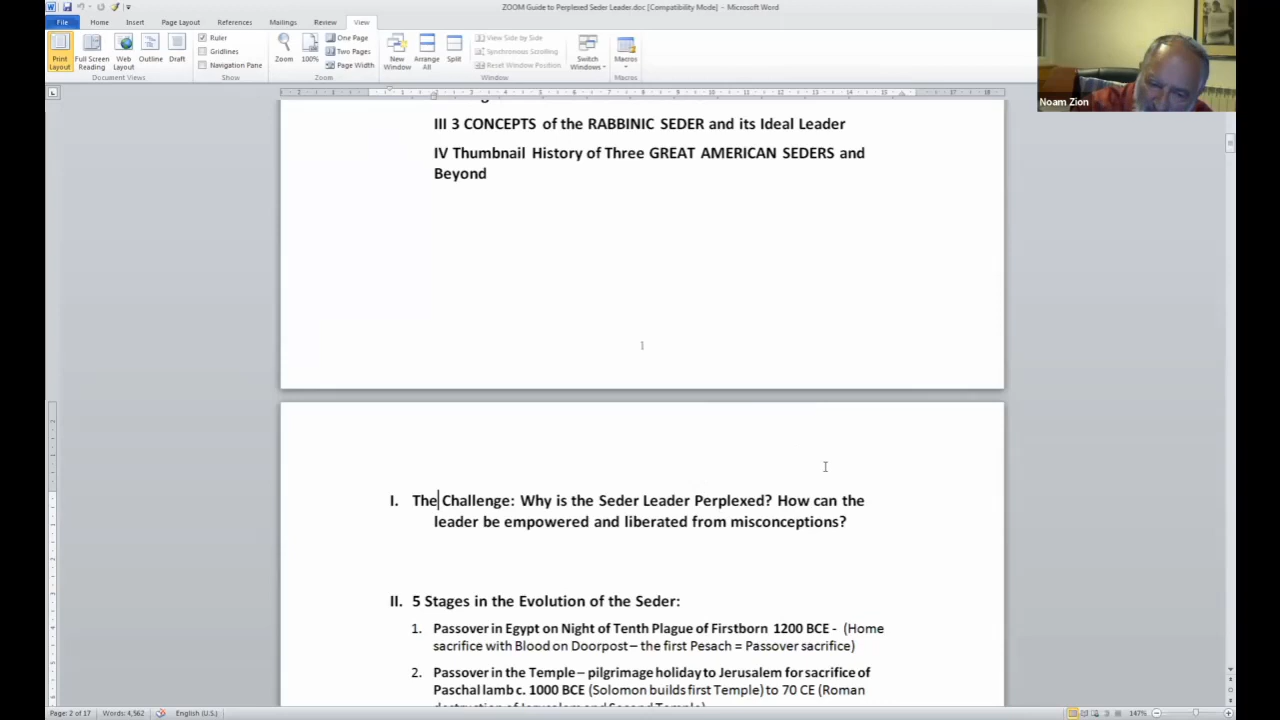 ZOOM Guide to Perplexed Seder Leader.doc [Compatibility Mode] - Microsoft Word
File Home Insert Page Layout References Mailings Review View
Print Layout
Full Screen Reading
Web Layout
Outline
Draft
Document Views
Ruler
Gridlines
Navigation Pane
Show
Zoom
100%
One Page
Two Pages
Page Width
Zoom
New Window
Arrange All
Split
View Side by Side
Synchronous Scrolling
Reset Window Position
Window
Switch Windows
Macros
Macros
Noam Zion
III 3 CONCEPTS of the RABBINIC SEDER and its Ideal Leader
IV Thumbnail History of Three GREAT AMERICAN SEDERS and
Beyond
1
I. The Challenge: Why is the Seder Leader Perplexed? How can the
leader be empowered and liberated from misconceptions?
II. 5 Stages in the Evolution of the Seder:
1. Passover in Egypt on Night of Tenth Plague of Firstborn 1200 BCE - (Home
sacrifice with Blood on Doorpost – the first Pesach = Passover sacrifice)
2. Passover in the Temple – pilgrimage holiday to Jerusalem for sacrifice of
Paschal lamb c. 1000 BCE (Solomon builds first Temple) to 70 CE (Roman
destruction of Jerusalem and Second Temple)
Page: 2 of 17 Words: 4,562 English (U.S.) 147%